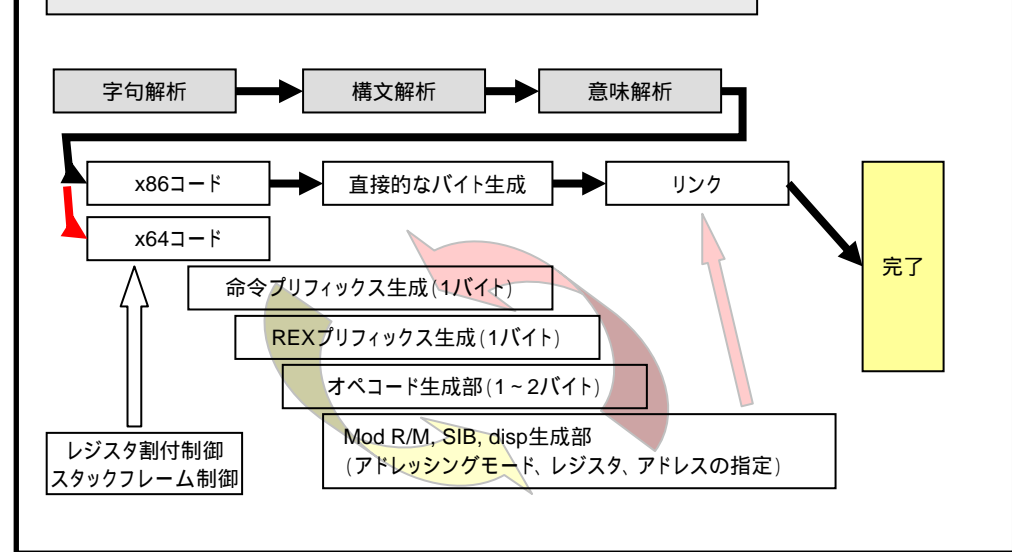 字句解析
構文解析
意味解析
x86コード
直接的なバイト生成
リンク
x64コード
完了
命令プリフィックス生成(1バイト)
REXプリフィックス生成(1バイト)
オペコード生成部(1~2バイト)
Mod R/M, SIB, disp生成部
(アドレッシングモード、レジスタ、アドレスの指定)
レジスタ割付制御
スタックフレーム制御